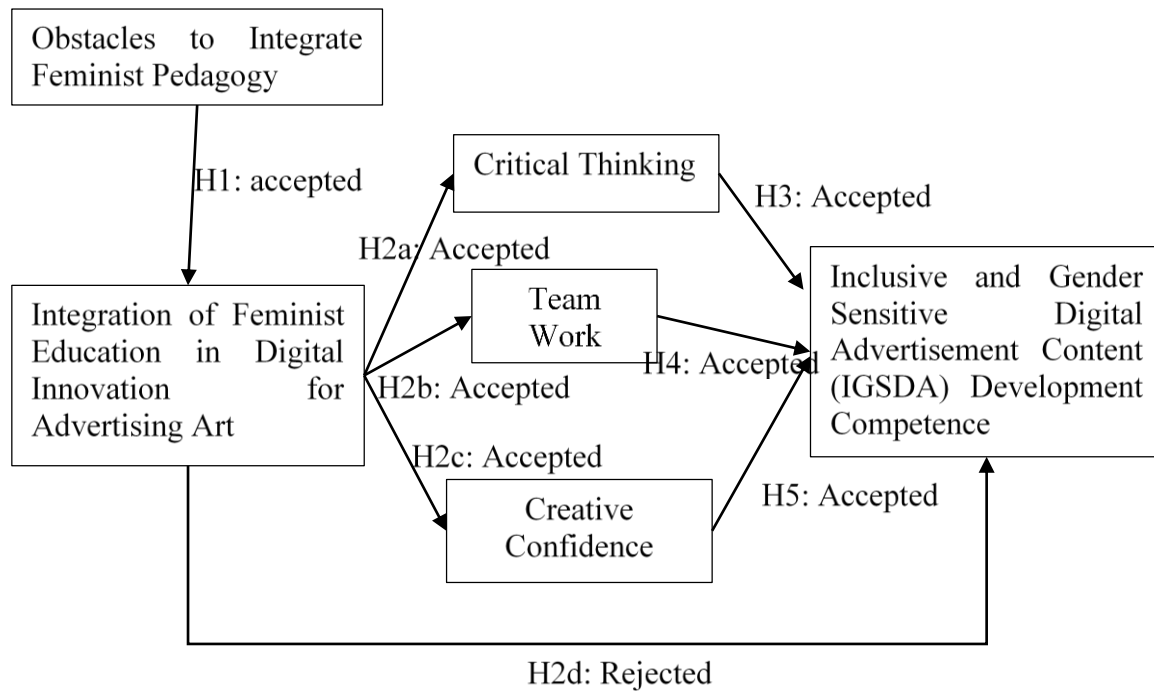 Obstacles to Integrate
Feminist Pedagogy
H1: accepted
Critical Thinking
H3: Accepted
H2a: Accepted
Team
Work
H4: Accepted
Integration of Feminist
Education in Digital
Innovation for
Advertising Art
H2b: Accepted
H2c: Accepted
Creative
Confidence
H5: Accepted
Inclusive and Gender
Sensitive Digital
Advertisement Content
(IGSDA) Development
Competence
H2d: Rejected